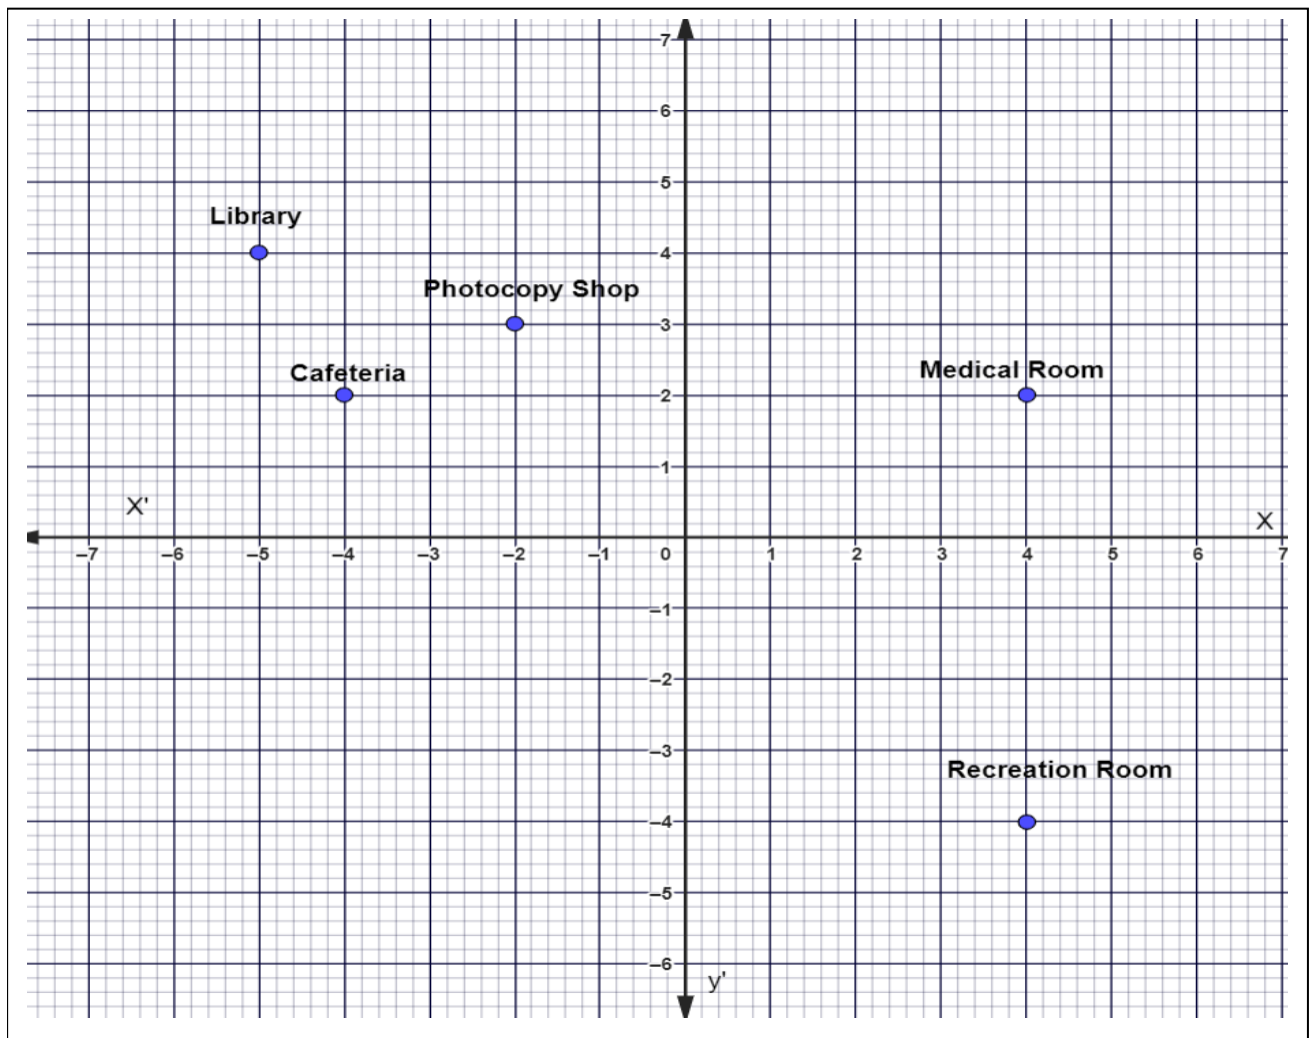 7
6
5
Library
4
Photocopy Shop
3
Cafeteria
Medical Room
2
1
X'
X
–7 –6 –5 –4 –3 –2 –1 0 1 2 3 4 5 6 7
–1
–2
–3
Recreation Room
–4
–5
–6
y'